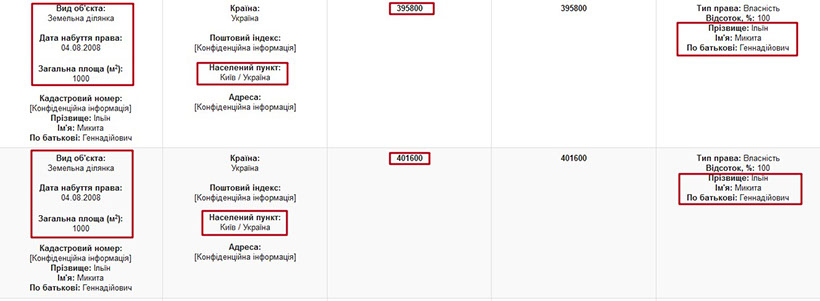 Вид об'єкта:
Земельна ділянка
Дата набуття права:
04.08.2008
Загальна площа (м²):
1000
Кадастровий номер:
[Конфіденційна інформація]
Прізвище: Ільїн
Ім'я: Микита
По батькові: Геннадійович
Країна:
Україна
Поштовий індекс:
[Конфіденційна інформація]
Населений пункт:
Київ / Україна
Адреса:
[Конфіденційна інформація]
395800
395800
Тип права: Власність
Відсоток, %: 100
Прізвище: Ільїн
Ім'я: Микита
По батькові: Геннадійович
Вид об'єкта:
Земельна ділянка
Дата набуття права:
04.08.2008
Загальна площа (м²):
1000
Кадастровий номер:
[Конфіденційна інформація]
Прізвище: Ільїн
Ім'я: Микита
По батькові: Геннадійович
Країна:
Україна
Поштовий індекс:
[Конфіденційна інформація]
Населений пункт:
Київ / Україна
Адреса:
[Конфіденційна інформація]
401600
401600
Тип права: Власність
Відсоток, %: 100
Прізвище: Ільїн
Ім'я: Микита
По батькові: Геннадійович